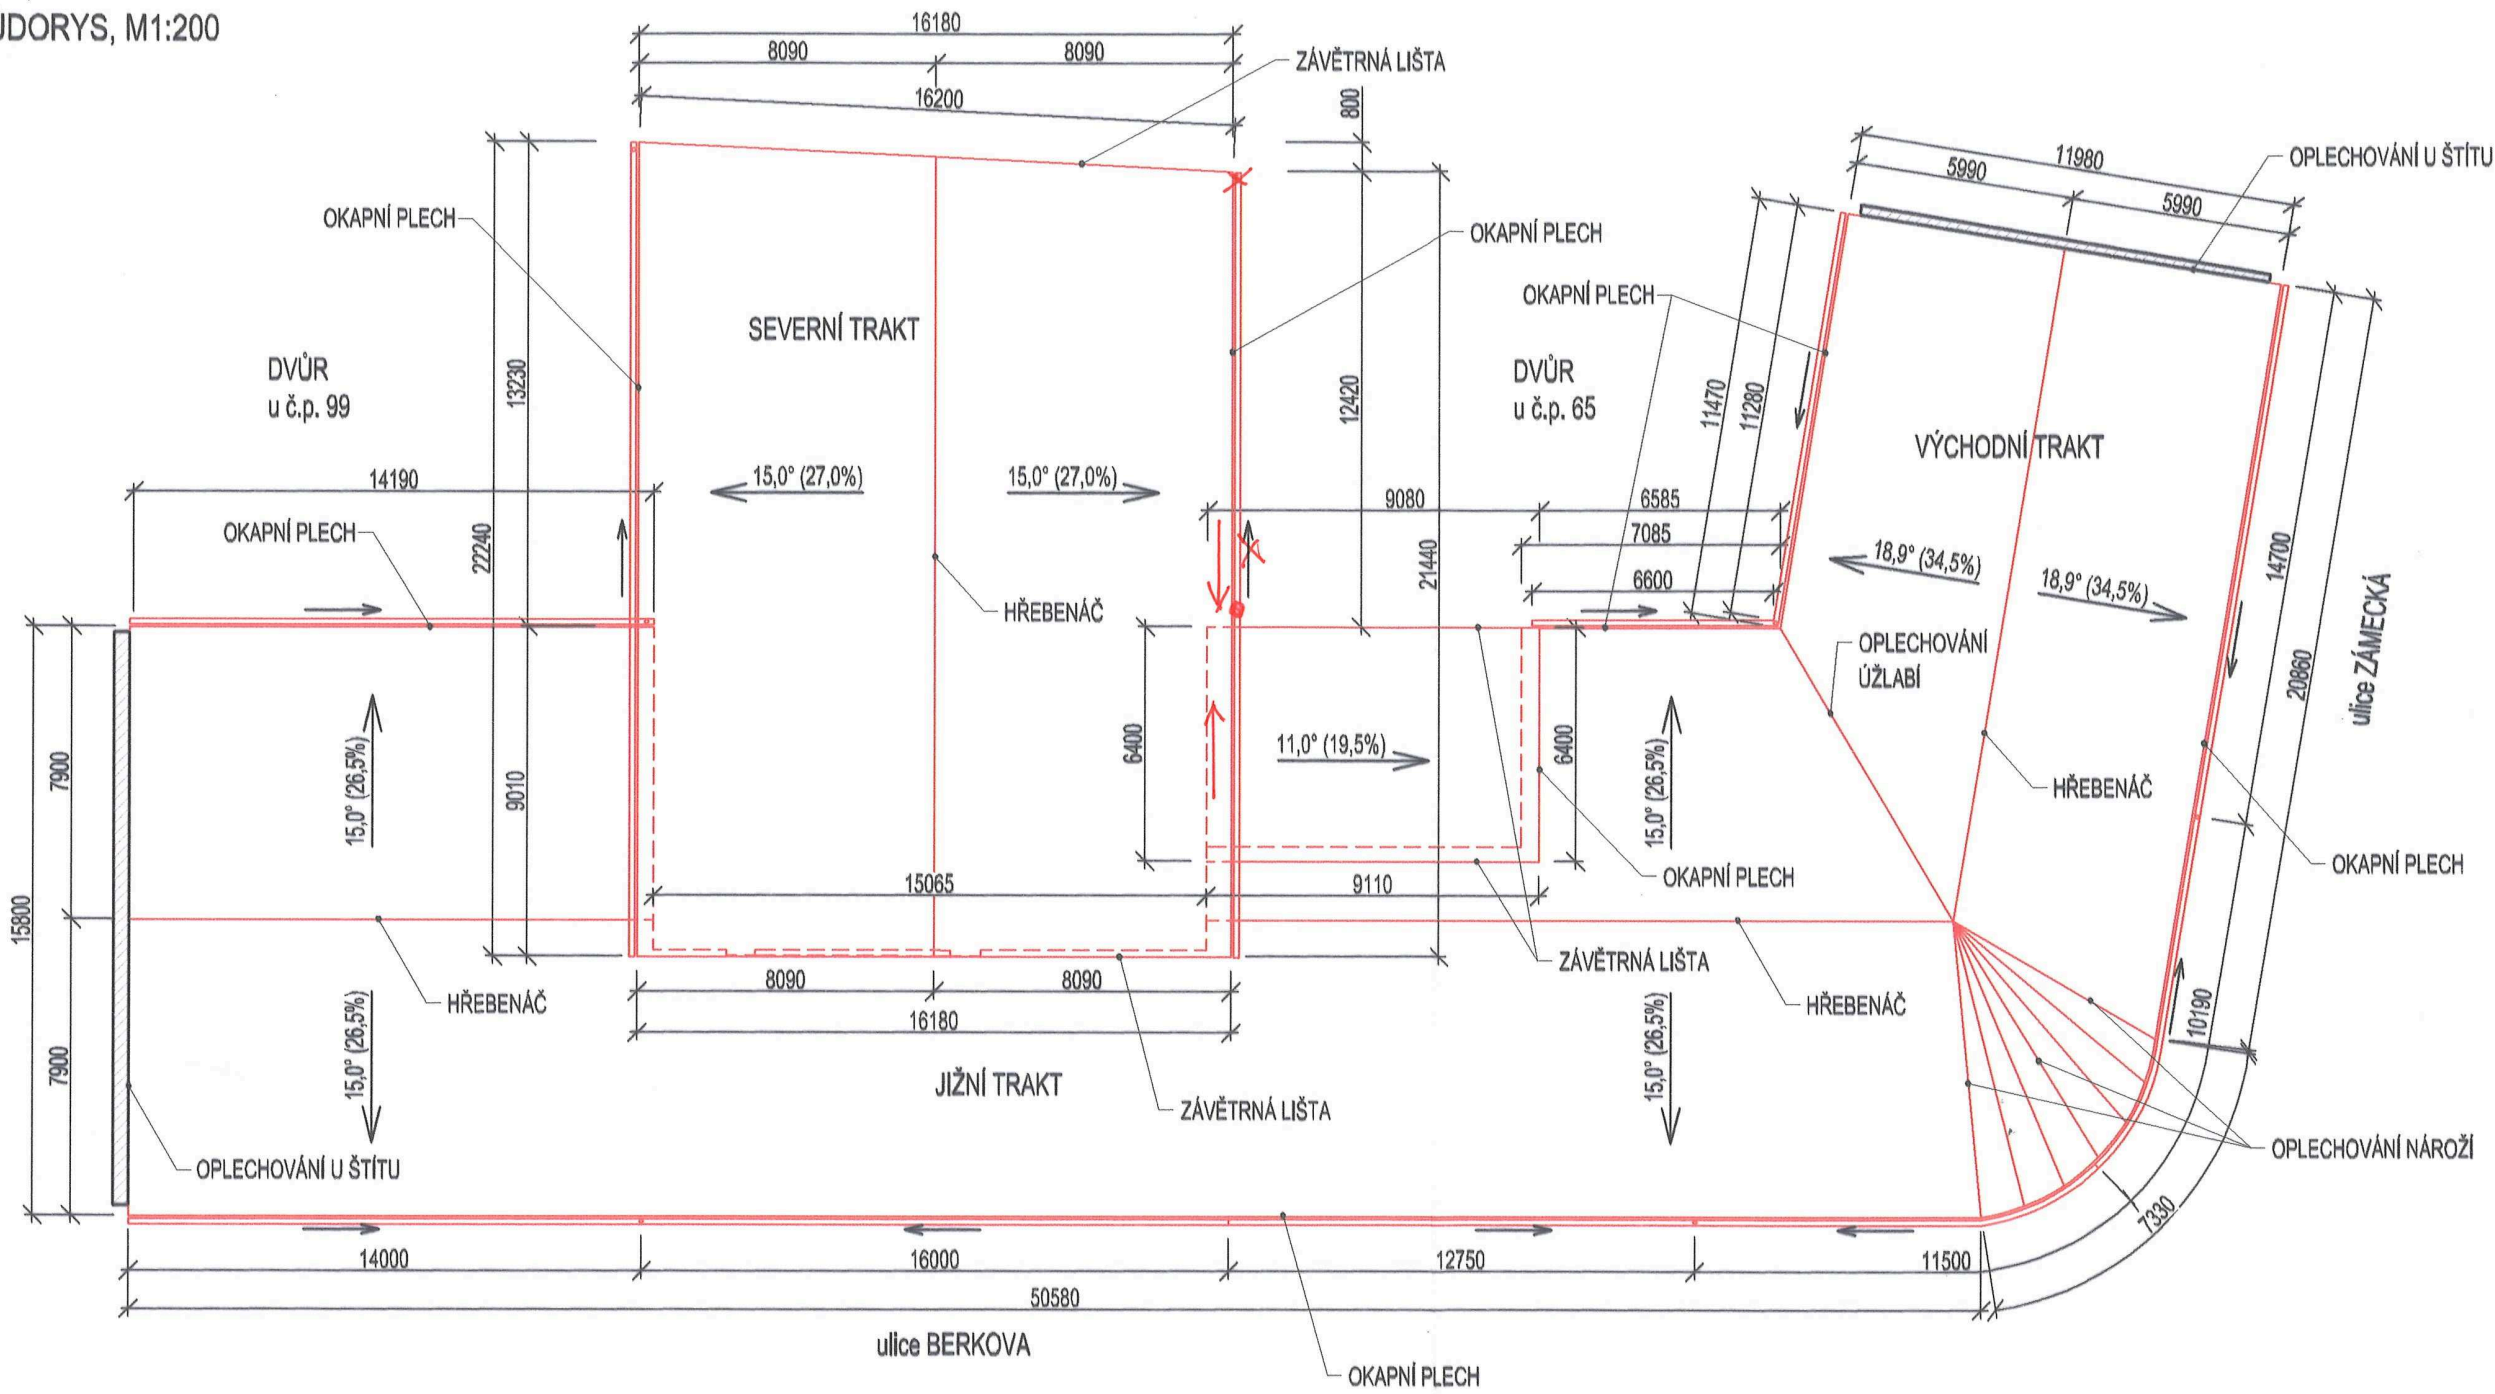 ŮDORYS, M1:200
16180
8090
8090
16200
ZÁVĚTRNÁ LIŠTA
800
11980
5990
5990
OPLECHOVÁNÍ U ŠTÍTU
OKAPNÍ PLECH
OKAPNÍ PLECH
OKAPNÍ PLECH
SEVERNÍ TRAKT
DVŮR
u č.p. 99
13230
DVŮR
u č.p. 65
12420
11470
11280
VÝCHODNÍ TRAKT
14190
15,0° (27,0%)
15,0° (27,0%)
9080
6585
7085
6600
OKAPNÍ PLECH
22240
21440
18,9° (34,5%)
18,9° (34,5%)
14700
20860
ulice ZÁMECKÁ
HŘEBENÁČ
OPLECHOVÁNÍ
ÚŽLABÍ
7900
15,0° (26,5%)
9010
6400
11,0° (19,5%)
6400
15,0° (26,5%)
HŘEBENÁČ
OKAPNÍ PLECH
OKAPNÍ PLECH
15065
9110
15800
ZÁVĚTRNÁ LIŠTA
8090
8090
HŘEBENÁČ
HŘEBENÁČ
16180
10190
7900
15,0° (26,5%)
15,0° (26,5%)
JIŽNÍ TRAKT
ZÁVĚTRNÁ LIŠTA
OPLECHOVÁNÍ U ŠTÍTU
OPLECHOVÁNÍ NÁROŽÍ
7330
14000
16000
12750
11500
50580
ulice BERKOVA
OKAPNÍ PLECH